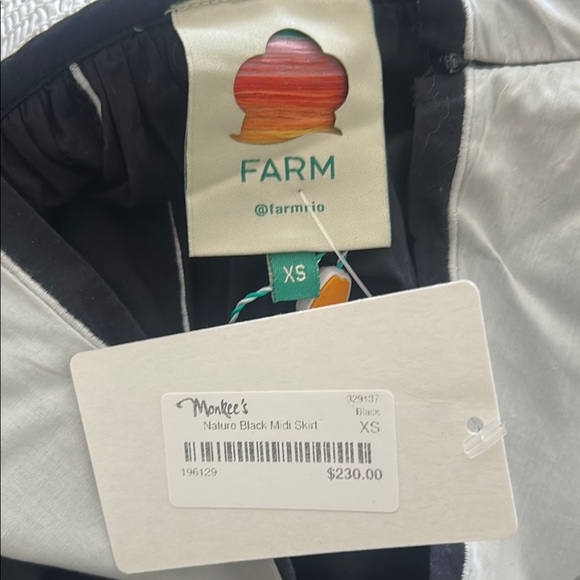 FARM
@farmrio
XS
Monkee's
329137
Black
Nature Black Midi Skirt
XS
196129
$230.00